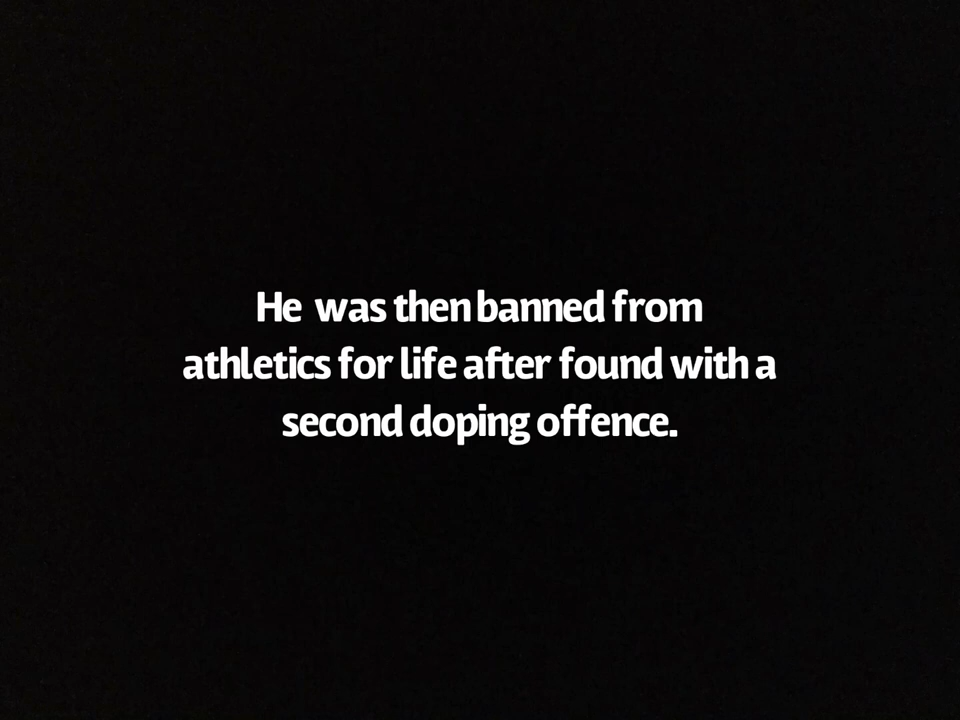 He was then banned from
athletics for life after found with a
second doping offence.